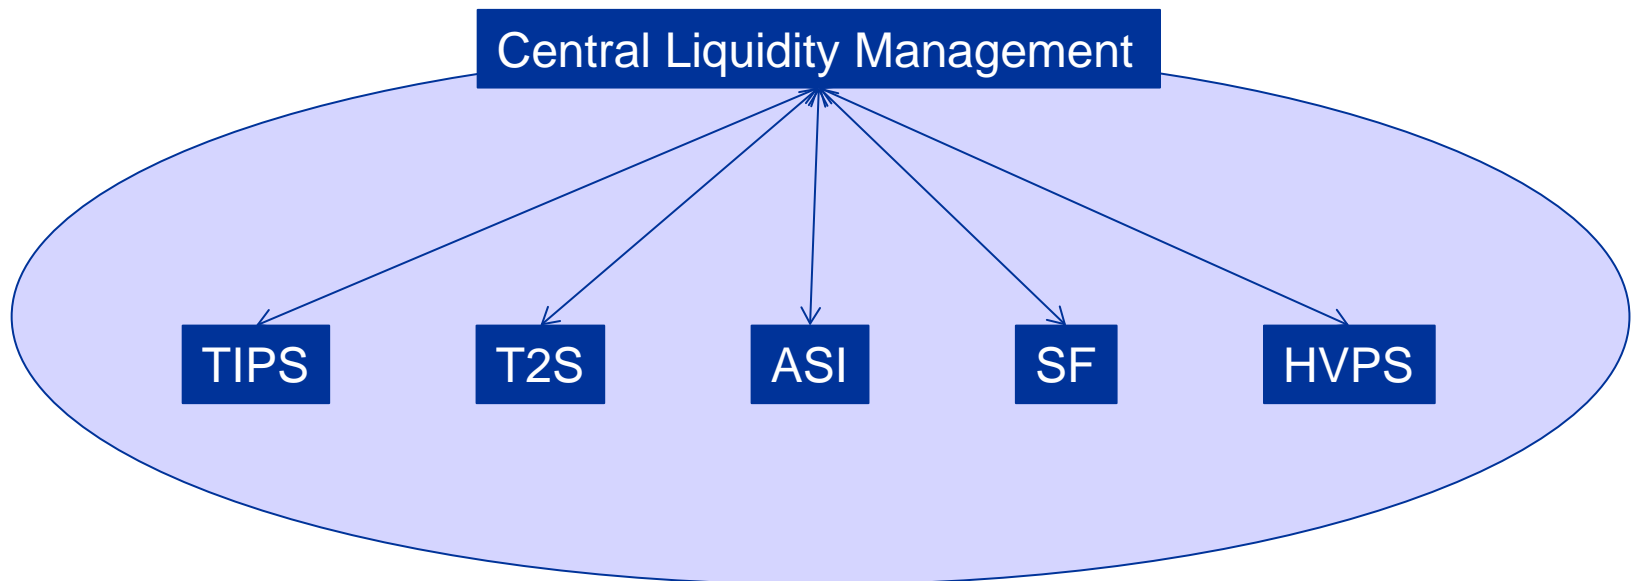 Central Liquidity Management
TIPS
T2S
ASI
SF
HVPS